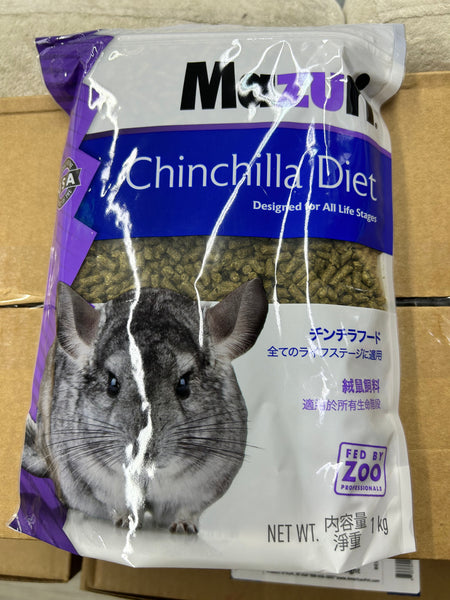 Mazuri
Chinchilla Diet
Designed for All Life Stages
チンチラフード
全てのライフステージに適用
絨鼠飼料
適用於所有生命階段
FED BY
ZOO
PROFESSIONALS
NET WT. 内容量 淨重 1 kg